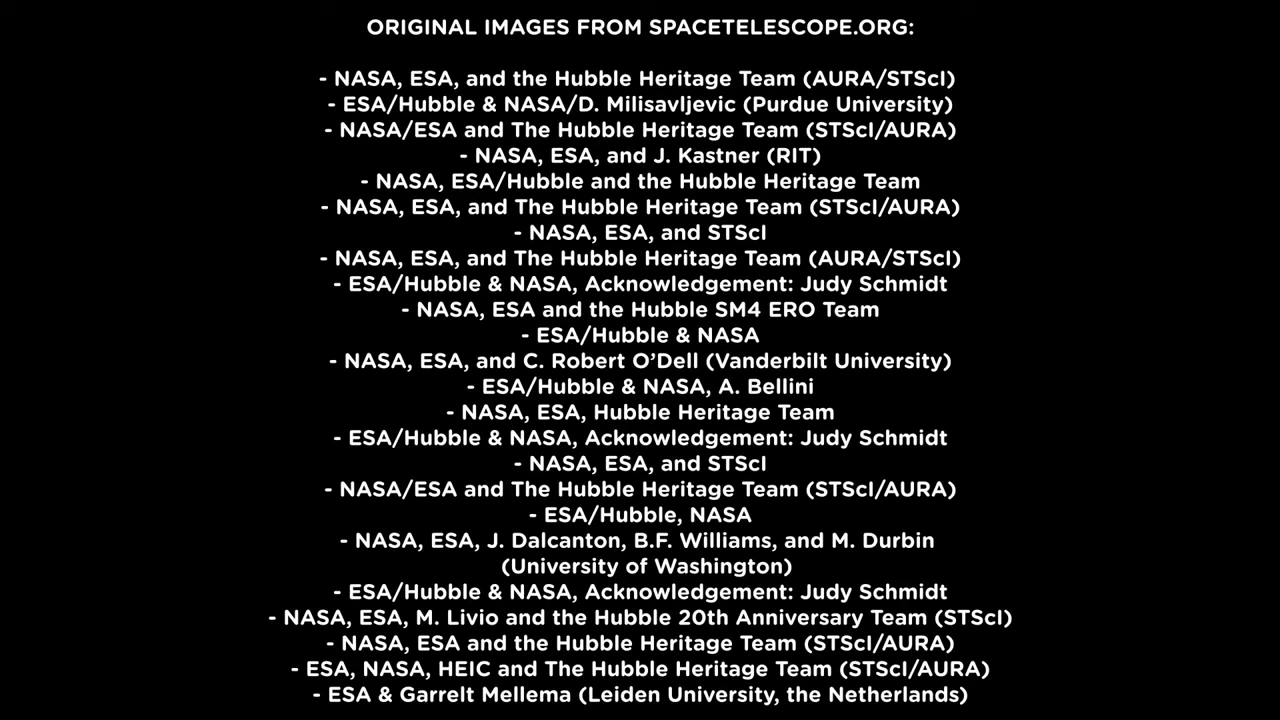 ORIGINAL IMAGES FROM SPACETELESCOPE.ORG:
- NASA, ESA, and the Hubble Heritage Team (AURA/STScI)
- ESA/Hubble & NASA/D. Milisavljevic (Purdue University)
- NASA/ESA and The Hubble Heritage Team (STScI/AURA)
- NASA, ESA, and J. Kastner (RIT)
- NASA, ESA/Hubble and the Hubble Heritage Team
- NASA, ESA, and The Hubble Heritage Team (STScI/AURA)
- NASA, ESA, and STScI
- NASA, ESA, and The Hubble Heritage Team (AURA/STScI)
- ESA/Hubble & NASA, Acknowledgement: Judy Schmidt
- NASA, ESA and the Hubble SM4 ERO Team
- ESA/Hubble & NASA
- NASA, ESA, and C. Robert O’Dell (Vanderbilt University)
- ESA/Hubble & NASA, A. Bellini
- NASA, ESA, Hubble Heritage Team
- ESA/Hubble & NASA, Acknowledgement: Judy Schmidt
- NASA, ESA, and STScI
- NASA/ESA and The Hubble Heritage Team (STScI/AURA)
- ESA/Hubble, NASA
- NASA, ESA, J. Dalcanton, B.F. Williams, and M. Durbin
(University of Washington)
- ESA/Hubble & NASA, Acknowledgement: Judy Schmidt
- NASA, ESA, M. Livio and the Hubble 20th Anniversary Team (STScI)
- NASA, ESA and the Hubble Heritage Team (STScI/AURA)
- ESA, NASA, HEIC and The Hubble Heritage Team (STScI/AURA)
- ESA & Garrelt Mellema (Leiden University, the Netherlands)